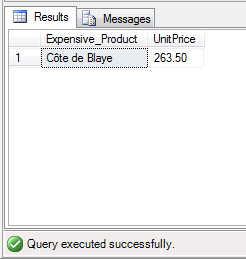 Results Messages
Expensive_Product UnitPrice
1 Côte de Blaye 263.50
Query executed successfully.